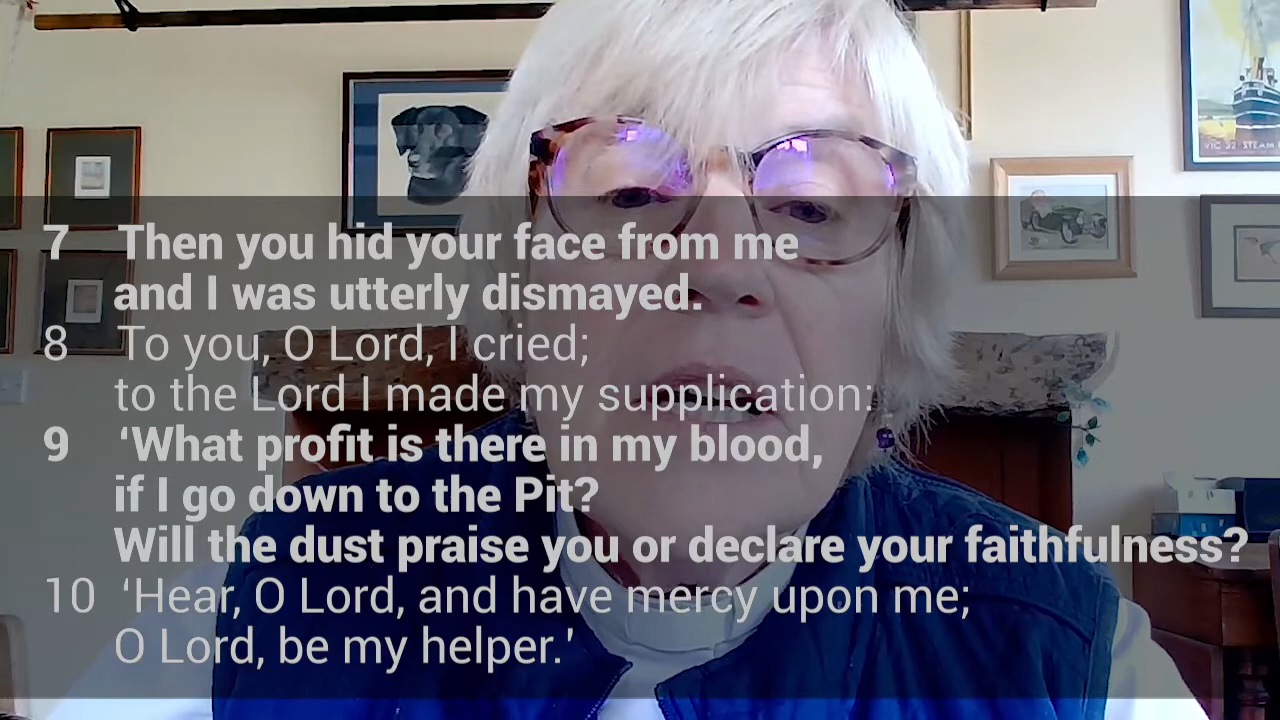 VIC 32 STEAM
7 Then you hid your face from me
and I was utterly dismayed.
8 To you, O Lord, I cried;
to the Lord I made my supplication:
9 ‘What profit is there in my blood,
if I go down to the Pit?
Will the dust praise you or declare your faithfulness?
10 ‘Hear, O Lord, and have mercy upon me;
O Lord, be my helper.’